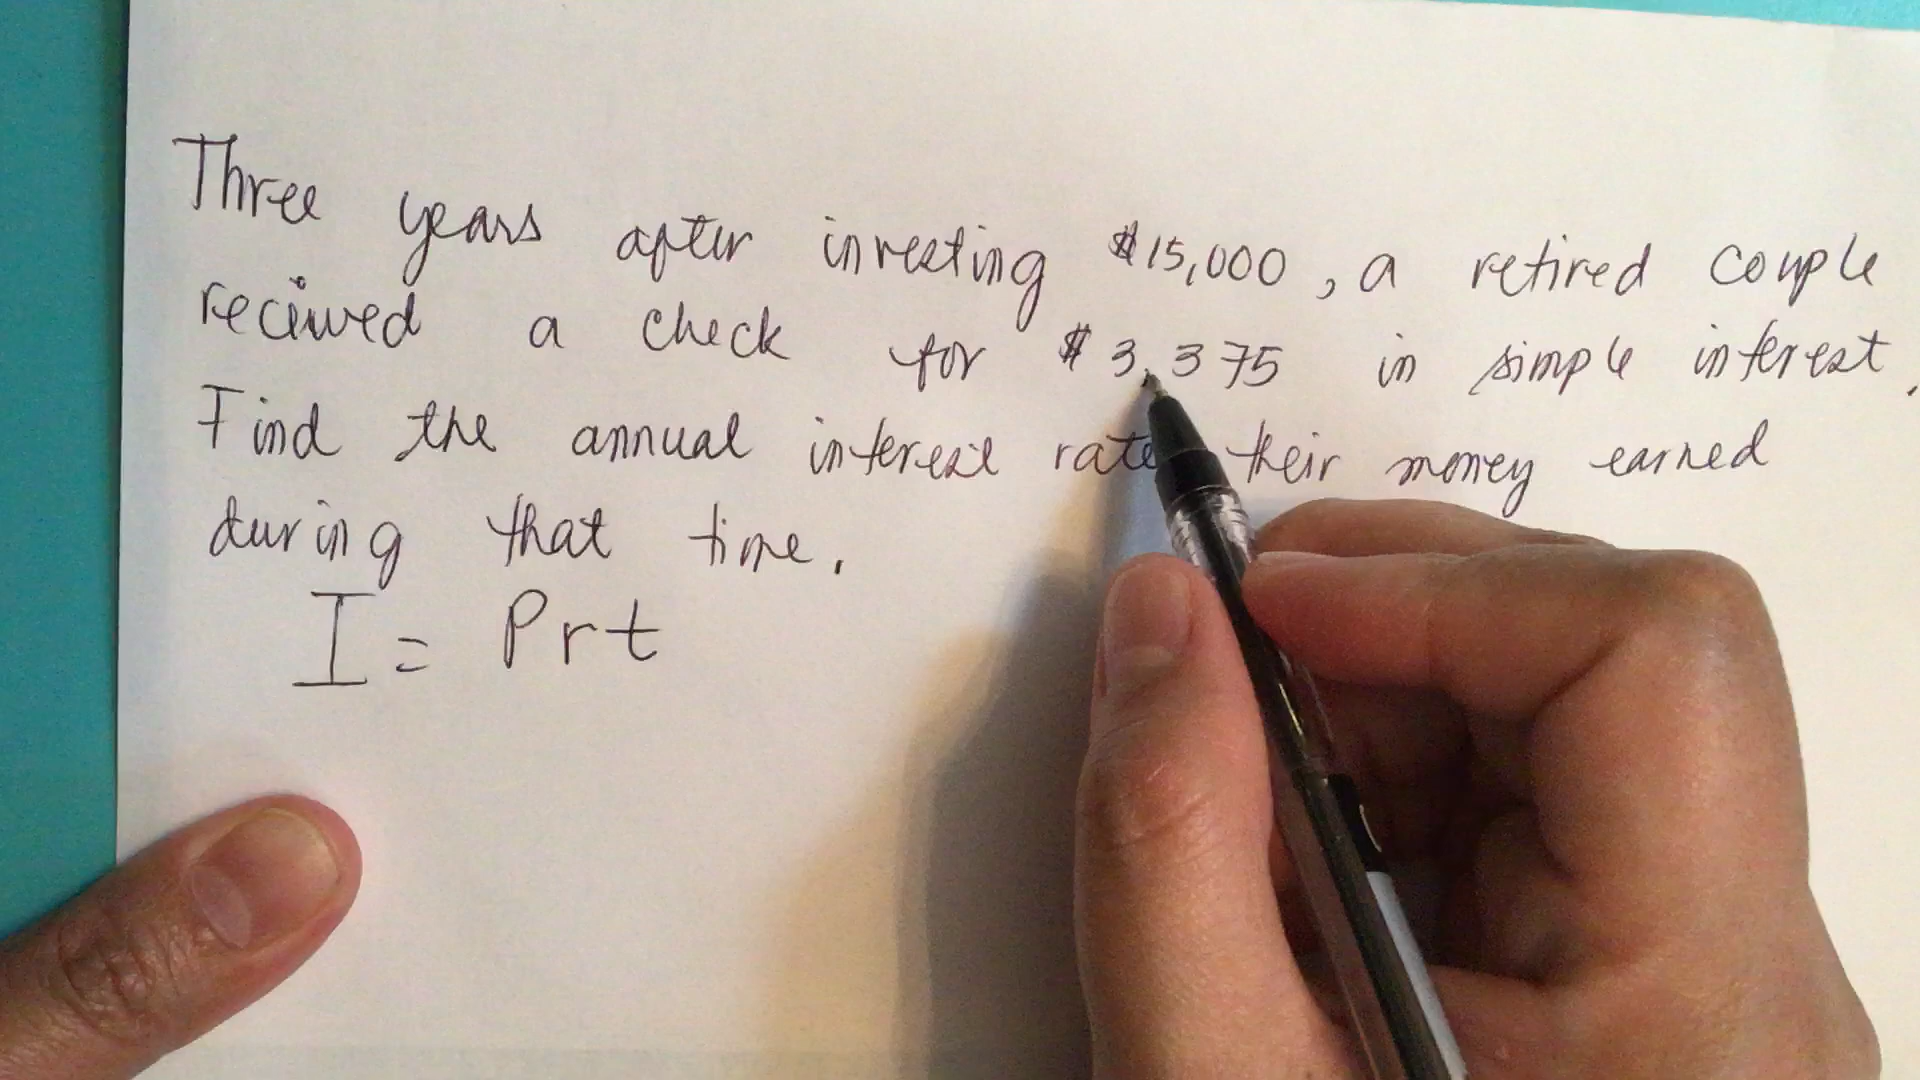 Three years after investing $15,000, a retired couple
received a check for $3,375 in simple interest.
Find the annual interest rate their money earned
during that time.
I = Prt